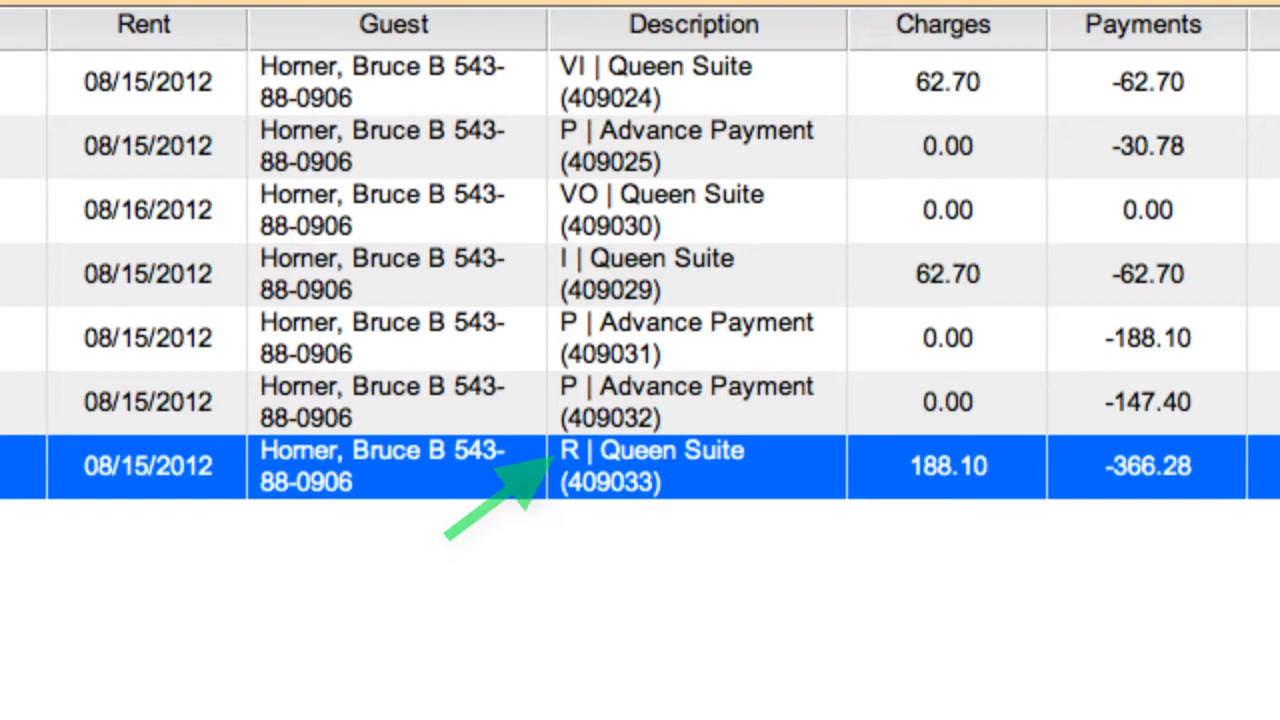 Rent Guest Description Charges Payments
08/15/2012 Horner, Bruce B 543-88-0906 VI | Queen Suite (409024) 62.70 -62.70
08/15/2012 Horner, Bruce B 543-88-0906 P | Advance Payment (409025) 0.00 -30.78
08/16/2012 Horner, Bruce B 543-88-0906 VO | Queen Suite (409030) 0.00 0.00
08/15/2012 Horner, Bruce B 543-88-0906 I | Queen Suite (409029) 62.70 -62.70
08/15/2012 Horner, Bruce B 543-88-0906 P | Advance Payment (409031) 0.00 -188.10
08/15/2012 Horner, Bruce B 543-88-0906 P | Advance Payment (409032) 0.00 -147.40
08/15/2012 Horner, Bruce B 543-88-0906 R | Queen Suite (409033) 188.10 -366.28